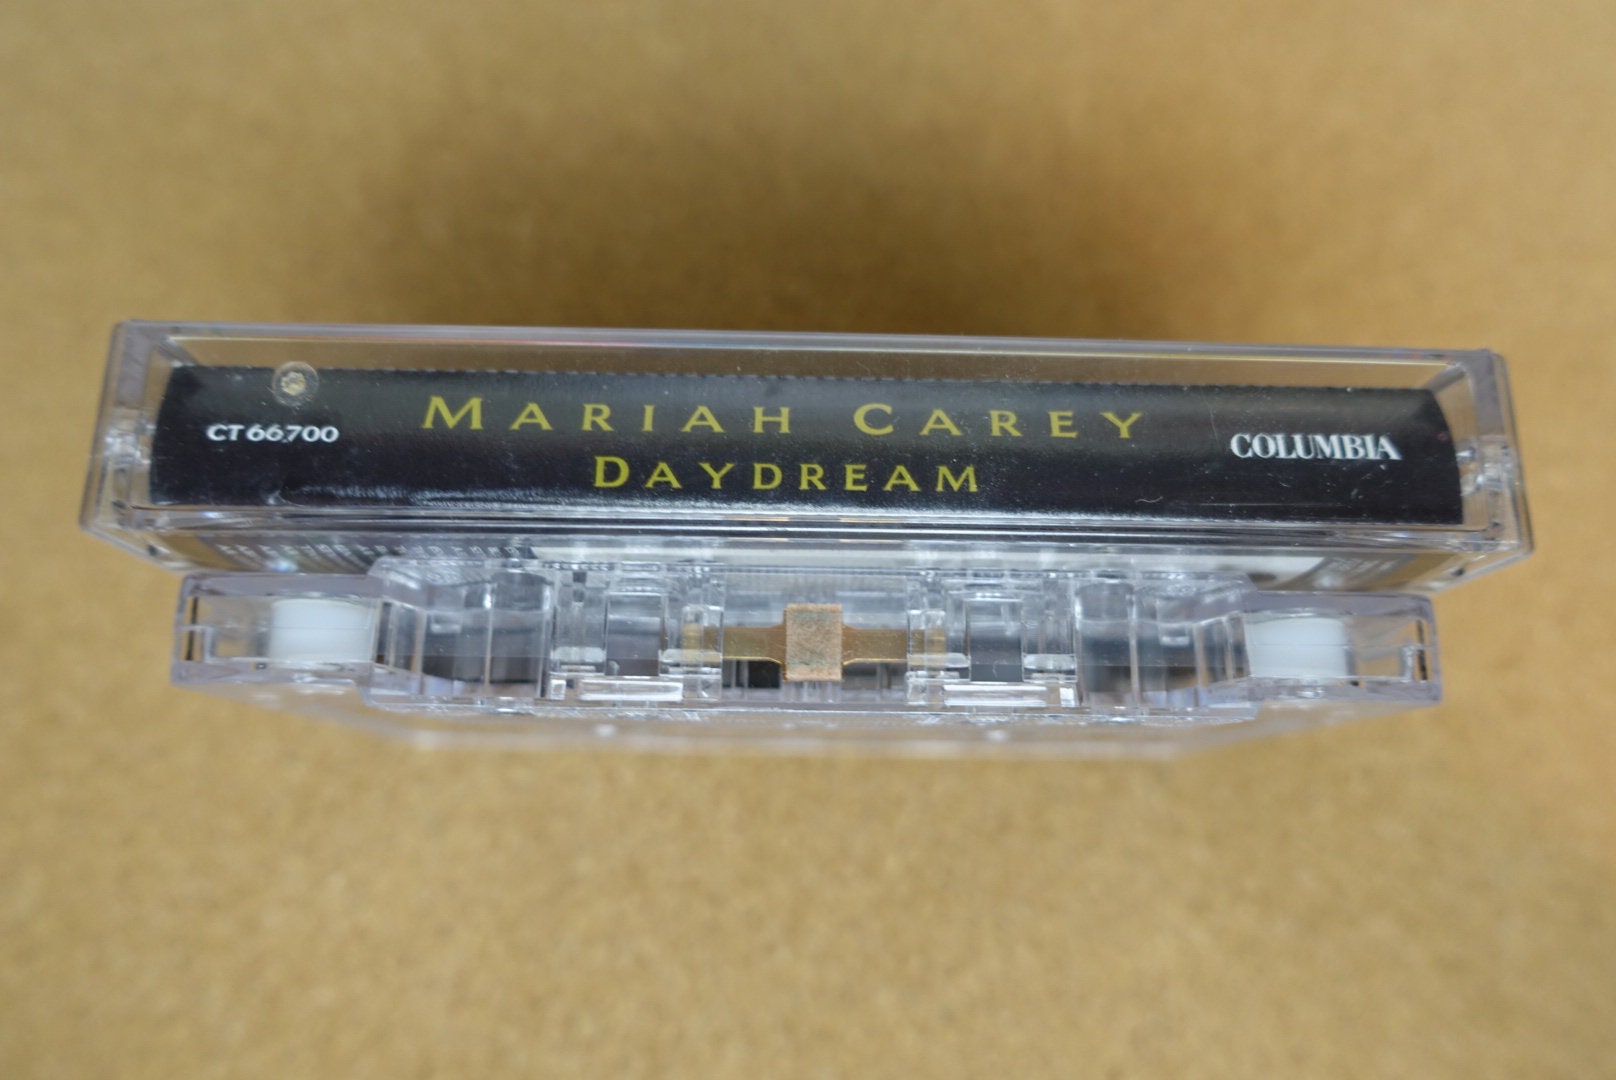 CT 66700
MARIAH CAREY
DAYDREAM
COLUMBIA